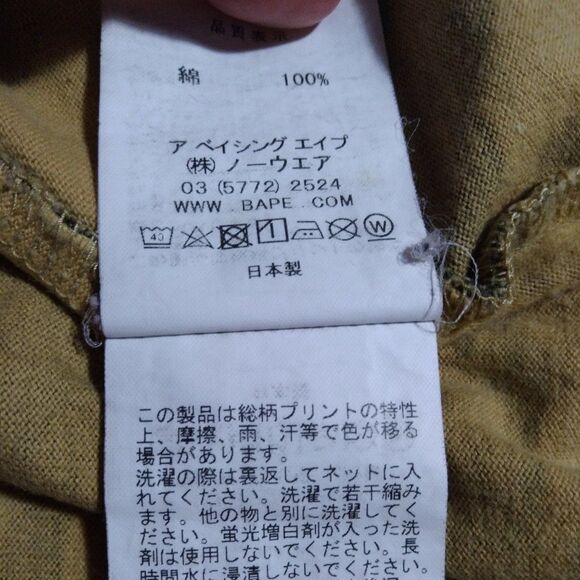 品質表示
綿 100%
ア ベイシング エイプ
(株) ノーウエア
03 (5772) 2524
WWW . BAPE . COM
40 W
日本製
この製品は総柄プリントの特性
上、摩擦、雨、汗等で色が移る
場合があります。
洗濯の際は裏返してネットに入
れてください。洗濯で若干縮み
ます。他の物と別に洗濯してく
ださい。蛍光増白剤が入った洗
剤は使用しないでください。長
時間水に浸漬しないでください